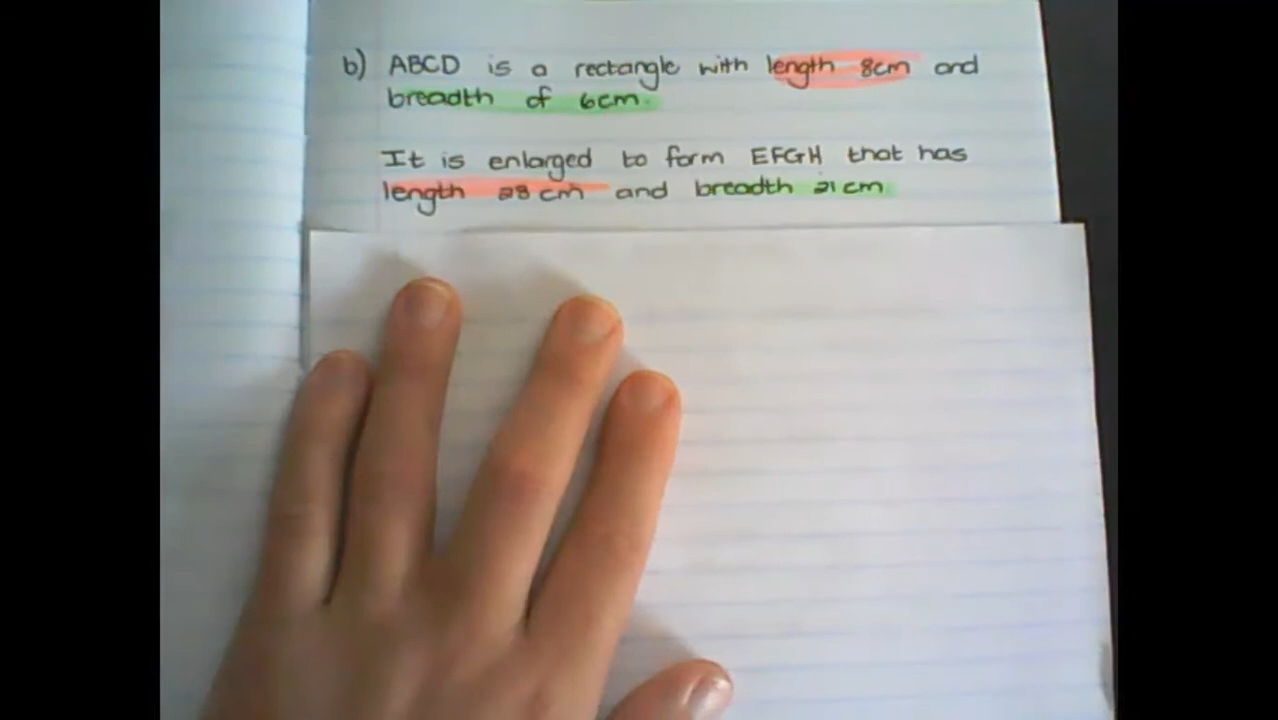 b) ABCD is a rectangle with length 8cm and
breadth of 6cm.
It is enlarged to form EFGH that has
length 28 cm and breadth 21 cm